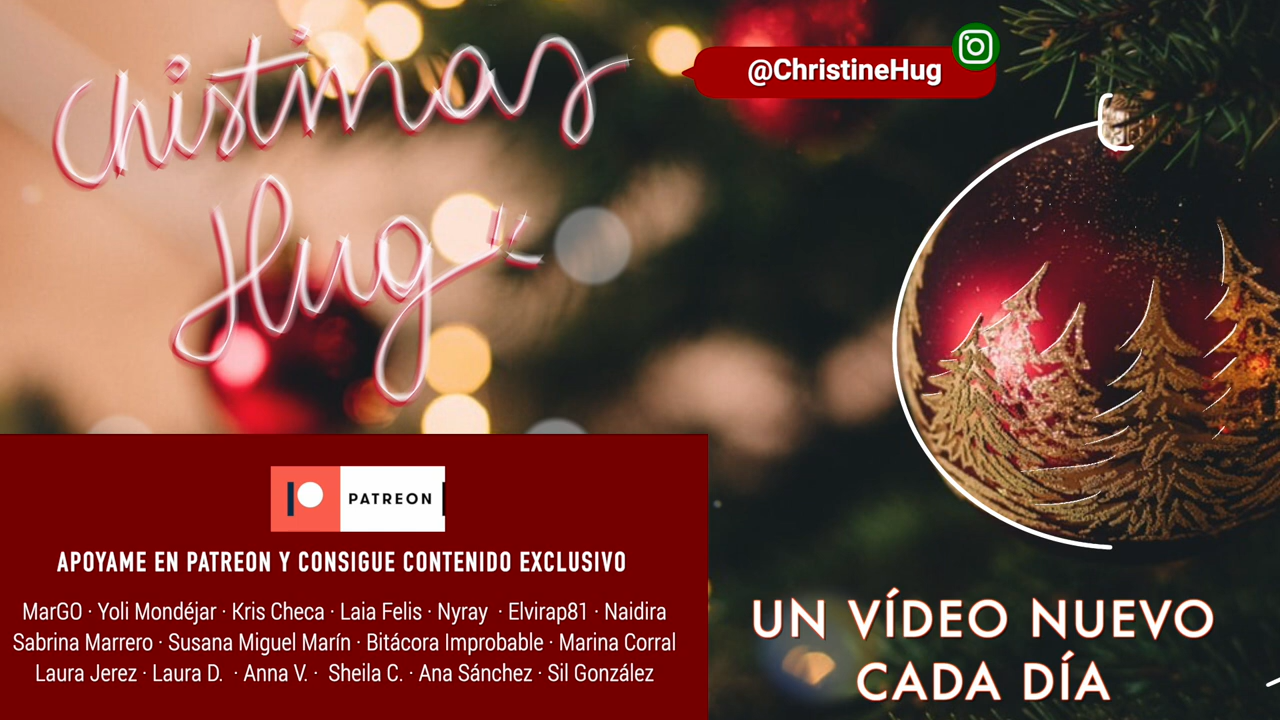 Chistmas
Hug
@ChristineHug
PATREON
APOYAME EN PATREON Y CONSIGUE CONTENIDO EXCLUSIVO
MarGO · Yoli Mondéjar · Kris Checa · Laia Felis · Nyray · Elvirap81 · Naidira
Sabrina Marrero · Susana Miguel Marín · Bitácora Improbable · Marina Corral
Laura Jerez · Laura D. · Anna V. · Sheila C. · Ana Sánchez · Sil González
UN VÍDEO NUEVO
CADA DÍA